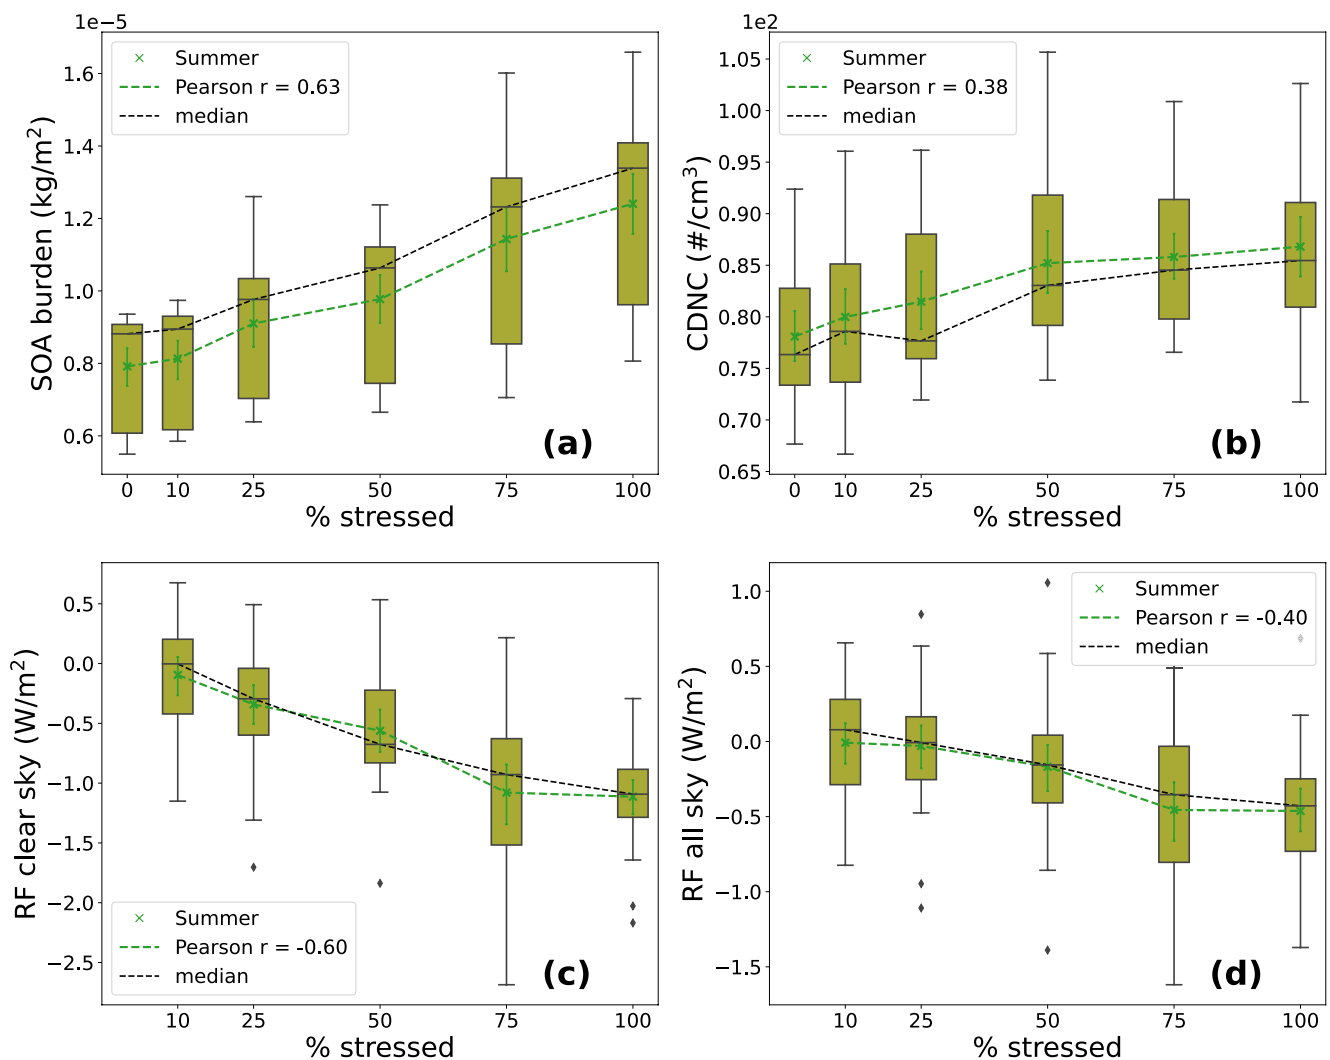 1e−5
Summer
Pearson r = 0.63
median
SOA burden (kg/m²)
1.6
1.4
1.2
1.0
0.8
0.6
(a)
0 10 25 50 75 100
% stressed
1e2
Summer
Pearson r = 0.38
median
CDNC (#/cm³)
1.05
1.00
0.95
0.90
0.85
0.80
0.75
0.70
0.65
(b)
0 10 25 50 75 100
% stressed
RF clear sky (W/m²)
0.5
0.0
−0.5
−1.0
−1.5
−2.0
−2.5
Summer
Pearson r = -0.60
median
(c)
10 25 50 75 100
% stressed
Summer
Pearson r = -0.40
median
RF all sky (W/m²)
1.0
0.5
0.0
−0.5
−1.0
−1.5
(d)
10 25 50 75 100
% stressed